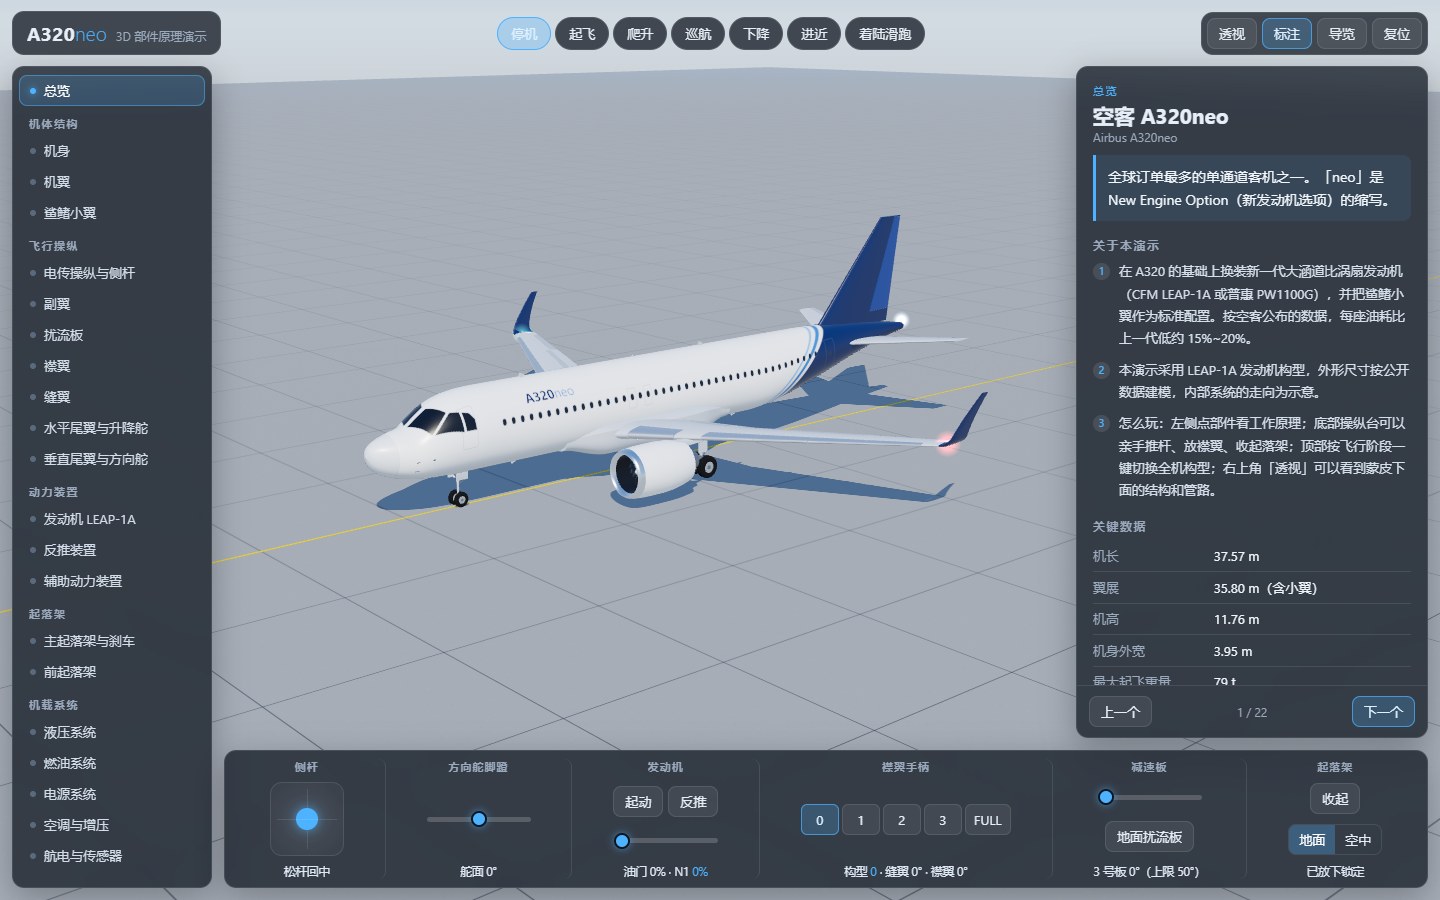 A320neo 3D 部件原理演示
停机 起飞 爬升 巡航 下降 进近 着陆滑跑
透视 标注 导览 复位
总览
机体结构
机身
机翼
鲨鳍小翼
飞行操纵
电传操纵与侧杆
副翼
扰流板
襟翼
缝翼
水平尾翼与升降舵
垂直尾翼与方向舵
动力装置
发动机 LEAP-1A
反推装置
辅助动力装置
起落架
主起落架与刹车
前起落架
机载系统
液压系统
燃油系统
电源系统
空调与增压
航电与传感器
A320neo
总览
空客 A320neo
Airbus A320neo
全球订单最多的单通道客机之一。「neo」是
New Engine Option（新发动机选项）的缩写。
关于本演示
1 在 A320 的基础上换装新一代大涵道比涡扇发动机
（CFM LEAP-1A 或普惠 PW1100G），并把鲨鳍小
翼作为标准配置。按空客公布的数据，每座油耗比
上一代低约 15%~20%。
2 本演示采用 LEAP-1A 发动机构型，外形尺寸按公开
数据建模，内部系统的走向为示意。
3 怎么玩：左侧点部件看工作原理；底部操纵台可以
亲手推杆、放襟翼、收起落架；顶部按飞行阶段一
键切换全机构型；右上角「透视」可以看到蒙皮下
面的结构和管路。
关键数据
机长 37.57 m
翼展 35.80 m（含小翼）
机高 11.76 m
机身外宽 3.95 m
最大起飞重量 79 t
上一个 1 / 22 下一个
侧杆
松杆回中
方向舵脚蹬
舵面 0°
发动机
起动 反推
油门 0% · N1 0%
襟翼手柄
0 1 2 3 FULL
构型 0 · 缝翼 0° · 襟翼 0°
减速板
地面扰流板
3 号板 0°（上限 50°）
起落架
收起
地面 空中
已放下锁定